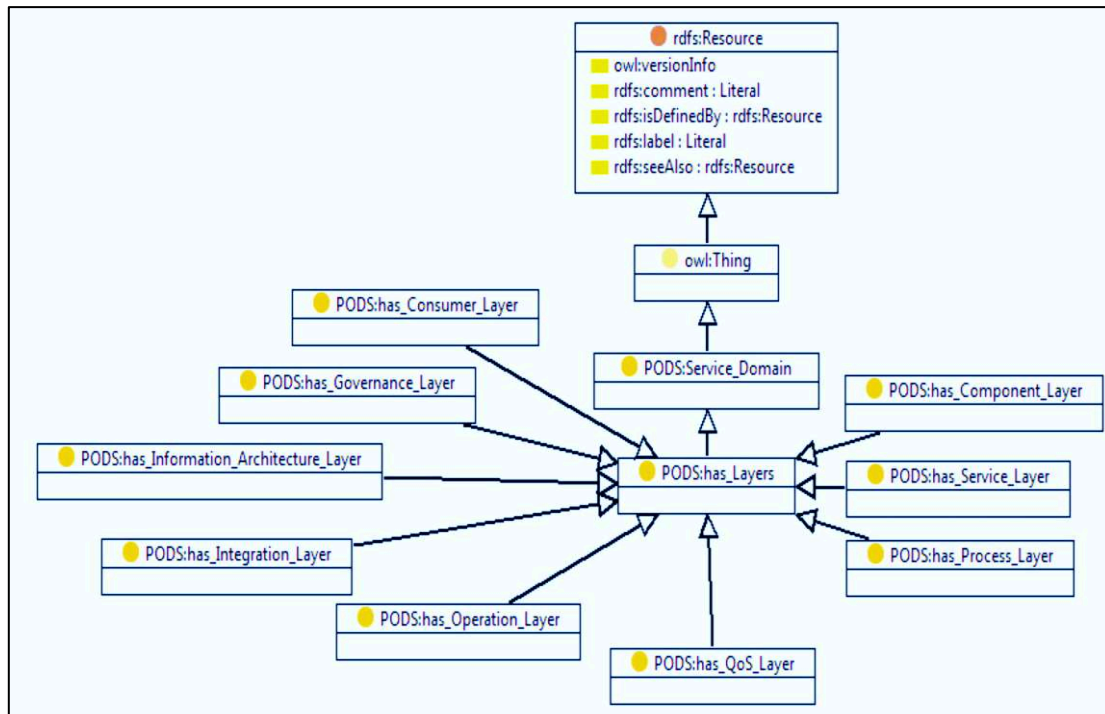 rdfs:Resource
owl:versionInfo
rdfs:comment : Literal
rdfs:isDefinedBy : rdfs:Resource
rdfs:label : Literal
rdfs:seeAlso : rdfs:Resource
owl:Thing
PODS:has_Consumer_Layer
PODS:Service_Domain
PODS:has_Governance_Layer
PODS:has_Component_Layer
PODS:has_Information_Architecture_Layer
PODS:has_Layers
PODS:has_Service_Layer
PODS:has_Integration_Layer
PODS:has_Process_Layer
PODS:has_Operation_Layer
PODS:has_QoS_Layer